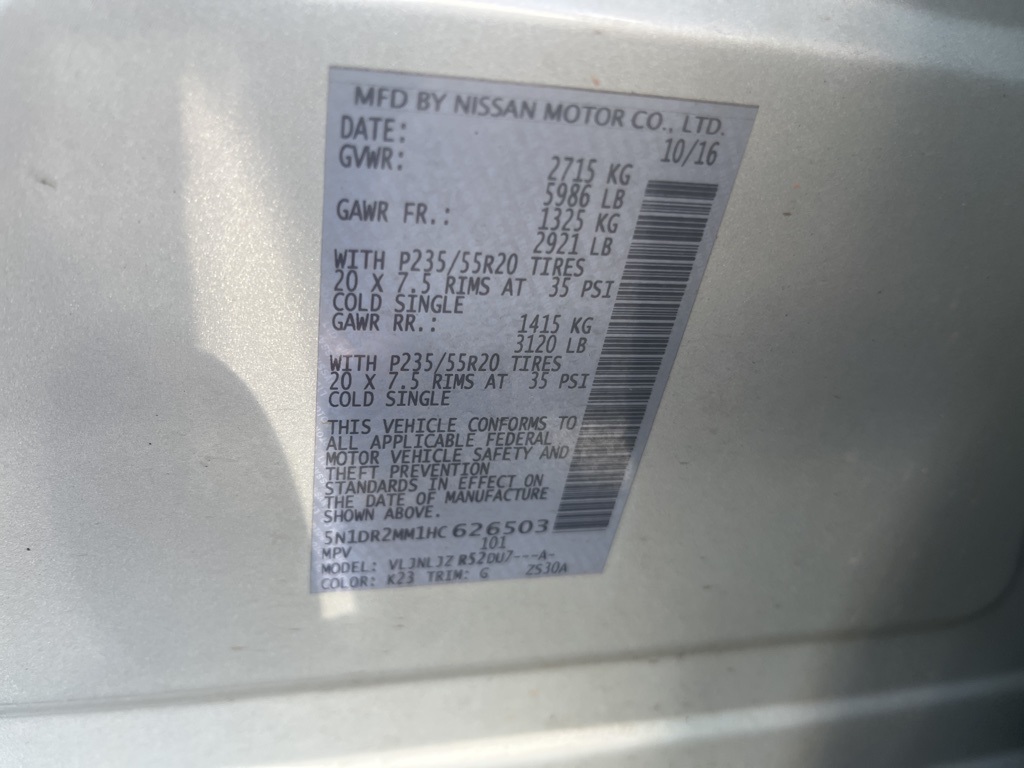 MFD BY NISSAN MOTOR CO., LTD.
DATE: 10/16
GVWR: 2715 KG
5986 LB
GAWR FR.: 1325 KG
2921 LB
WITH P235/55R20 TIRES
20 X 7.5 RIMS AT 35 PSI
COLD SINGLE
GAWR RR.: 1415 KG
3120 LB
WITH P235/55R20 TIRES
20 X 7.5 RIMS AT 35 PSI
COLD SINGLE
THIS VEHICLE CONFORMS TO
ALL APPLICABLE FEDERAL
MOTOR VEHICLE SAFETY AND
THEFT PREVENTION
STANDARDS IN EFFECT ON
THE DATE OF MANUFACTURE
SHOWN ABOVE.
5N1DR2MM1HC626503
MPV 101
MODEL: VLJNLJZ R52DU7---A-
COLOR: K23 TRIM: G ZS30A